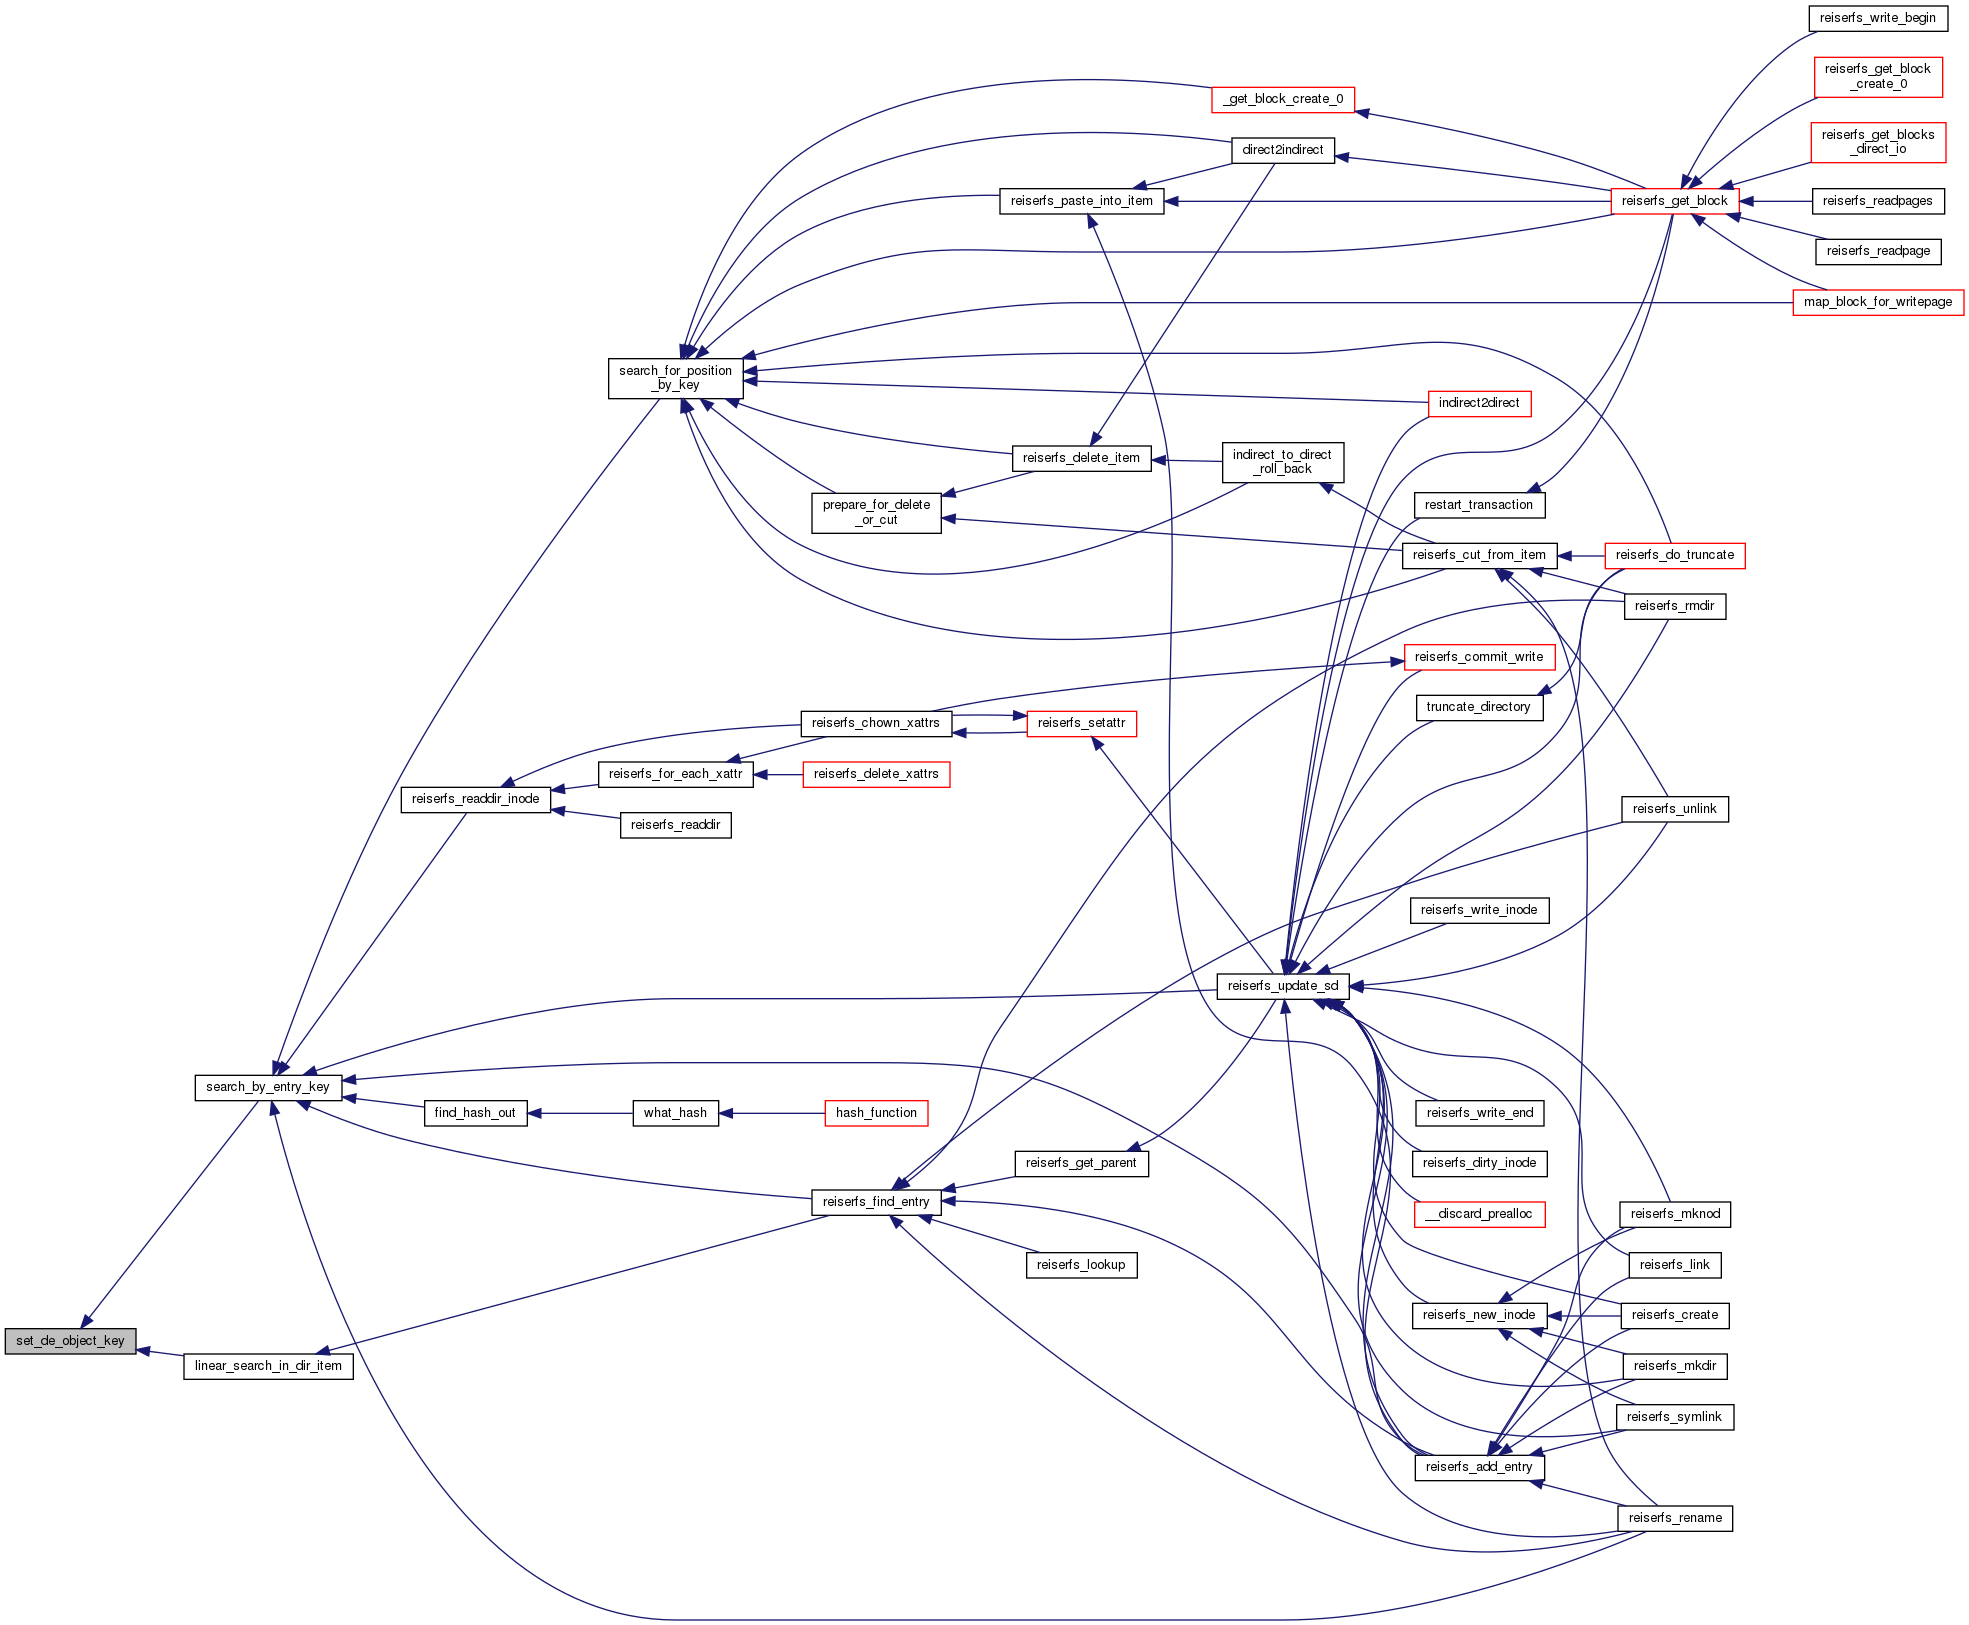 reiserfs_write_begin
reiserfs_get_block
_create_0
_get_block_create_0
reiserfs_get_blocks
_direct_io
direct2indirect
reiserfs_paste_into_item
reiserfs_get_block
reiserfs_readpages
reiserfs_readpage
map_block_for_writepage
search_for_position
_by_key
indirect2direct
reiserfs_delete_item
indirect_to_direct
_roll_back
prepare_for_delete
_or_cut
restart_transaction
reiserfs_cut_from_item
reiserfs_do_truncate
reiserfs_rmdir
reiserfs_commit_write
truncate_directory
reiserfs_chown_xattrs
reiserfs_setattr
reiserfs_for_each_xattr
reiserfs_delete_xattrs
reiserfs_readdir_inode
reiserfs_readdir
reiserfs_unlink
reiserfs_write_inode
reiserfs_update_sd
search_by_entry_key
find_hash_out
what_hash
hash_function
reiserfs_write_end
reiserfs_get_parent
reiserfs_dirty_inode
reiserfs_find_entry
__discard_prealloc
reiserfs_mknod
reiserfs_lookup
reiserfs_link
reiserfs_new_inode
reiserfs_create
set_de_object_key
linear_search_in_dir_item
reiserfs_mkdir
reiserfs_symlink
reiserfs_add_entry
reiserfs_rename